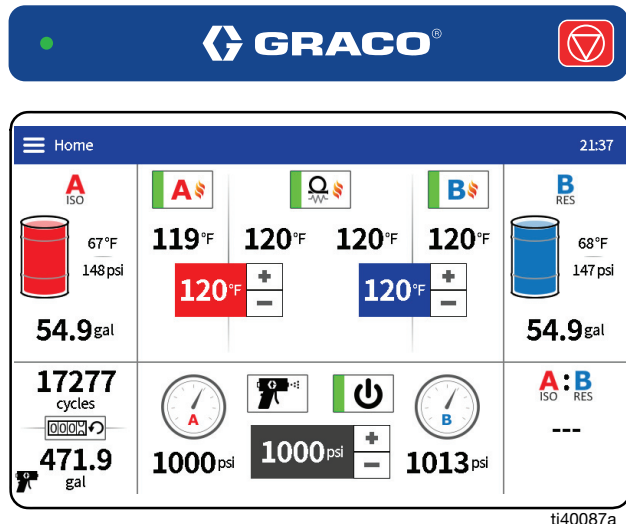 GRACO®
Home
21:37
A
ISO
67°F
148psi
54.9gal
A
B
119°F
120°F
120°F
120°F
120°F
+
−
120°F
+
−
B
RES
68°F
147psi
54.9gal
17277
cycles
000
471.9
gal
A
1000psi
1000psi
+
−
B
1013psi
A:B
ISO RES
---
ti40087a